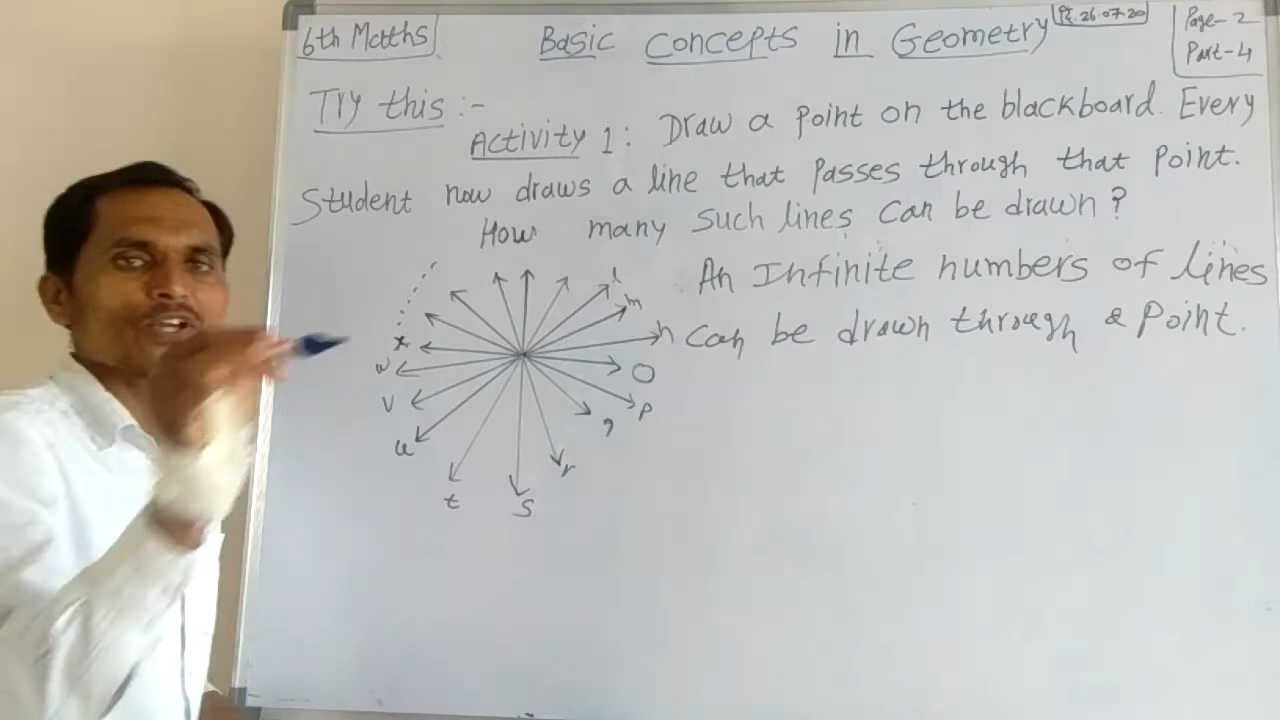 6th Maths
Basic Concepts in Geometry
26.07.20
Page-2
Part-4
Try this :-
Activity 1: Draw a point on the blackboard. Every
student now draws a line that passes through that point.
How many such lines can be drawn?
An Infinite numbers of lines
can be drawn through a point.
l
m
n
O
p
q
r
S
t
u
V
w
x